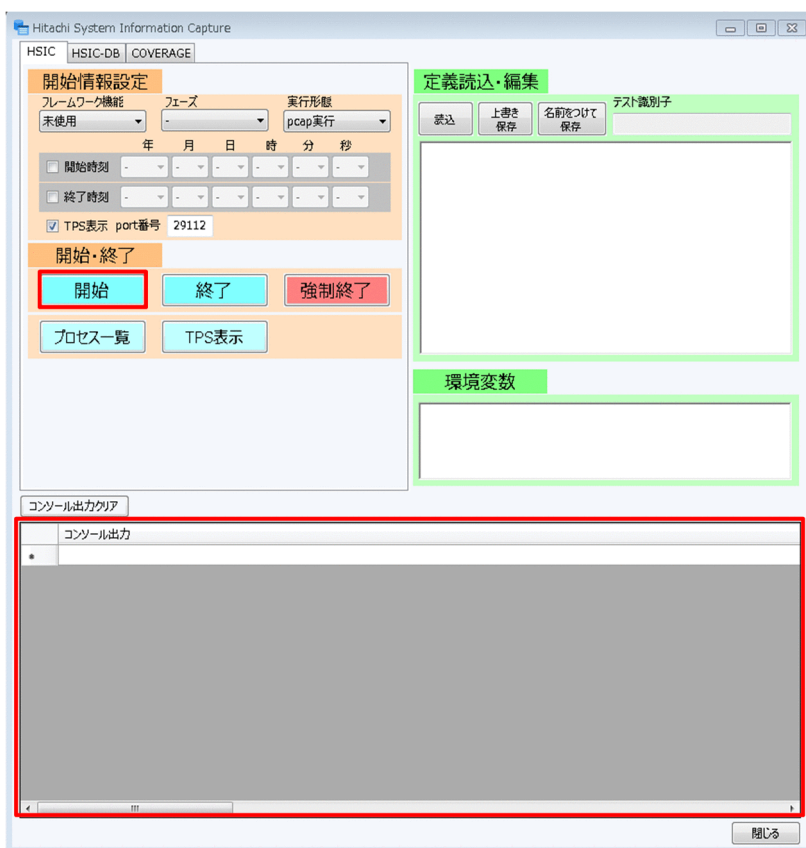 Hitachi System Information Capture
HSIC HSIC-DB COVERAGE
開始情報設定
フレームワーク機能 フェーズ 実行形態
未使用 - pcap実行
年 月 日 時 分 秒
開始時刻 - - - - - -
終了時刻 - - - - - -
TPS表示 port番号 29112
開始・終了
開始 終了 強制終了
プロセス一覧 TPS表示
定義読込・編集
テスト識別子
読込 上書き保存 名前をつけて保存
環境変数
コンソール出力クリア
コンソール出力
*
閉じる